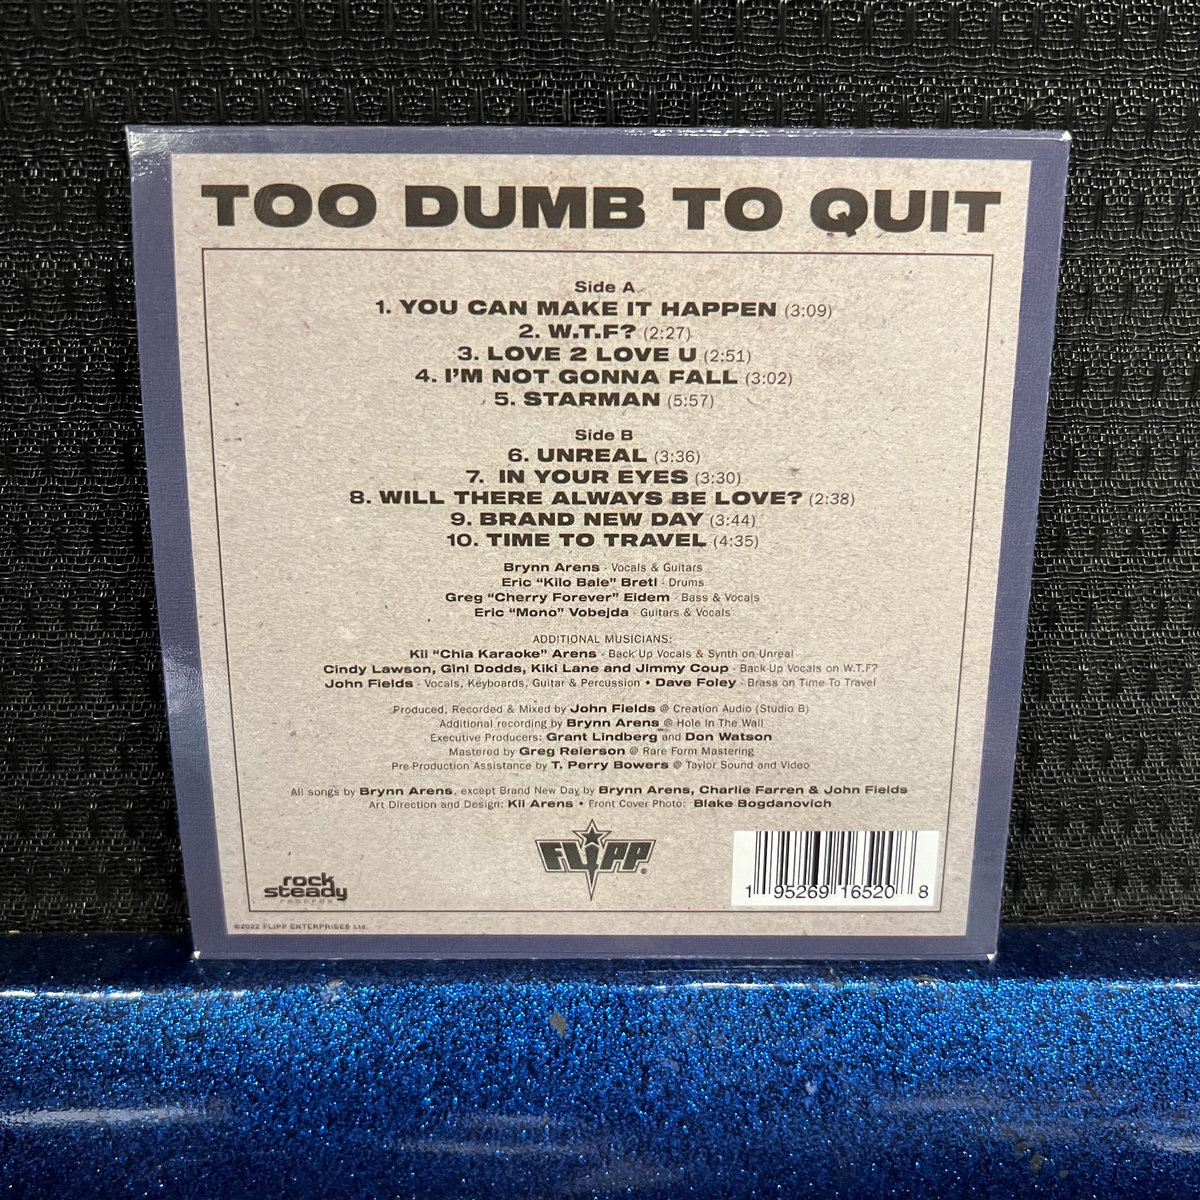 TOO DUMB TO QUIT
Side A
1. YOU CAN MAKE IT HAPPEN (3:09)
2. W.T.F? (2:27)
3. LOVE 2 LOVE U (2:51)
4. I'M NOT GONNA FALL (3:02)
5. STARMAN (5:57)
Side B
6. UNREAL (3:36)
7. IN YOUR EYES (3:30)
8. WILL THERE ALWAYS BE LOVE? (2:38)
9. BRAND NEW DAY (3:44)
10. TIME TO TRAVEL (4:35)
Brynn Arens - Vocals & Guitars
Eric “Kilo Bale” Bretl - Drums
Greg “Cherry Forever” Eidem - Bass & Vocals
Eric “Mono” Vobejda - Guitars & Vocals
ADDITIONAL MUSICIANS:
Kii “Chia Karaoke” Arens - Back Up Vocals & Synth on Unreal
Cindy Lawson, Gini Dodds, Kiki Lane and Jimmy Coup - Back-Up Vocals on W.T.F?
John Fields - Vocals, Keyboards, Guitar & Percussion • Dave Foley - Brass on Time To Travel
Produced, Recorded & Mixed by John Fields @ Creation Audio (Studio B)
Additional recording by Brynn Arens @ Hole In The Wall
Executive Producers: Grant Lindberg and Don Watson
Mastered by Greg Reierson @ Rare Form Mastering
Pre-Production Assistance by T. Perry Bowers @ Taylor Sound and Video
All songs by Brynn Arens, except Brand New Day by Brynn Arens, Charlie Farren & John Fields
Art Direction and Design: Kii Arens • Front Cover Photo: Blake Bogdanovich
FLIPP®
rock
steady
records
1 95269 16520 8
©2022 FLIPP ENTERPRISES Ltd.